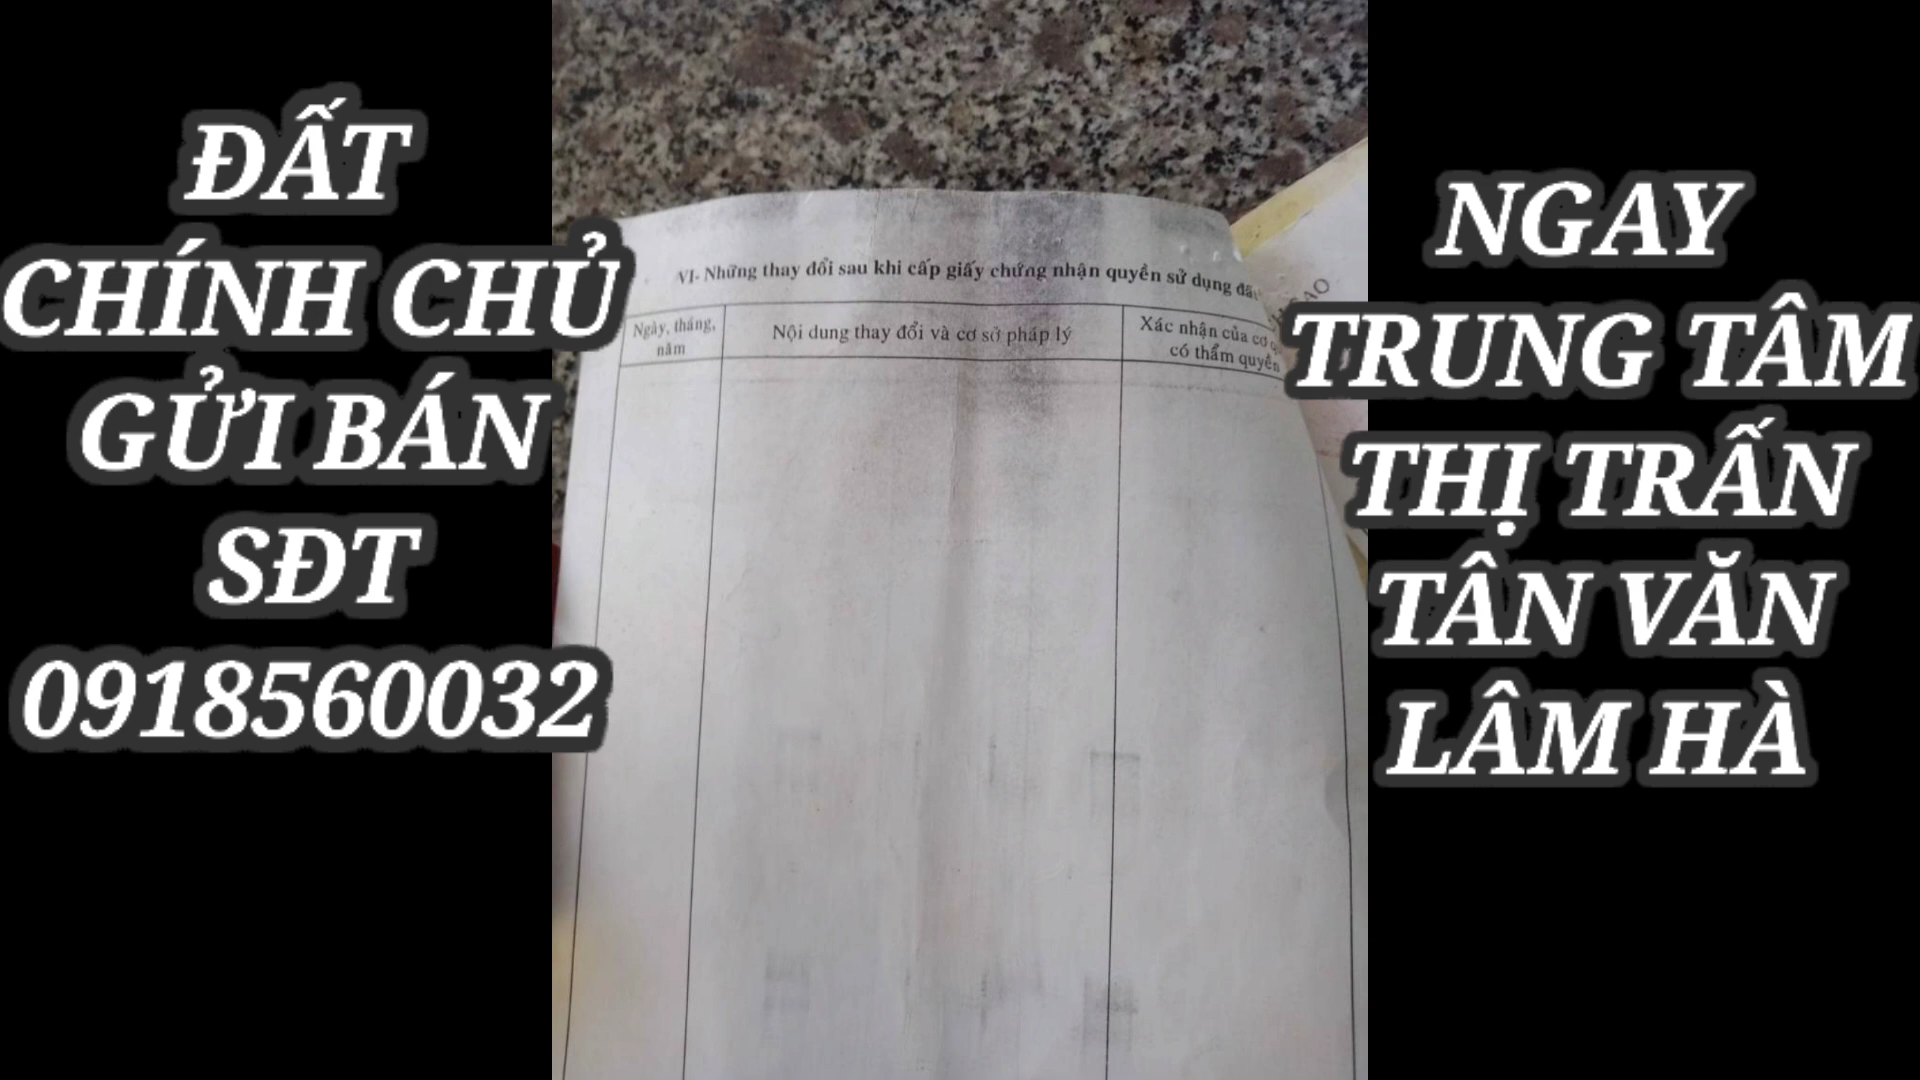 ĐẤT
CHÍNH CHỦ
GỬI BÁN
SĐT
0918560032
VI- Những thay đổi sau khi cấp giấy chứng nhận quyền sử dụng đất
Ngày, tháng,
năm
Nội dung thay đổi và cơ sở pháp lý
Xác nhận của cơ
có thẩm quyền
NGAY
TRUNG TÂM
THỊ TRẤN
TÂN VĂN
LÂM HÀ